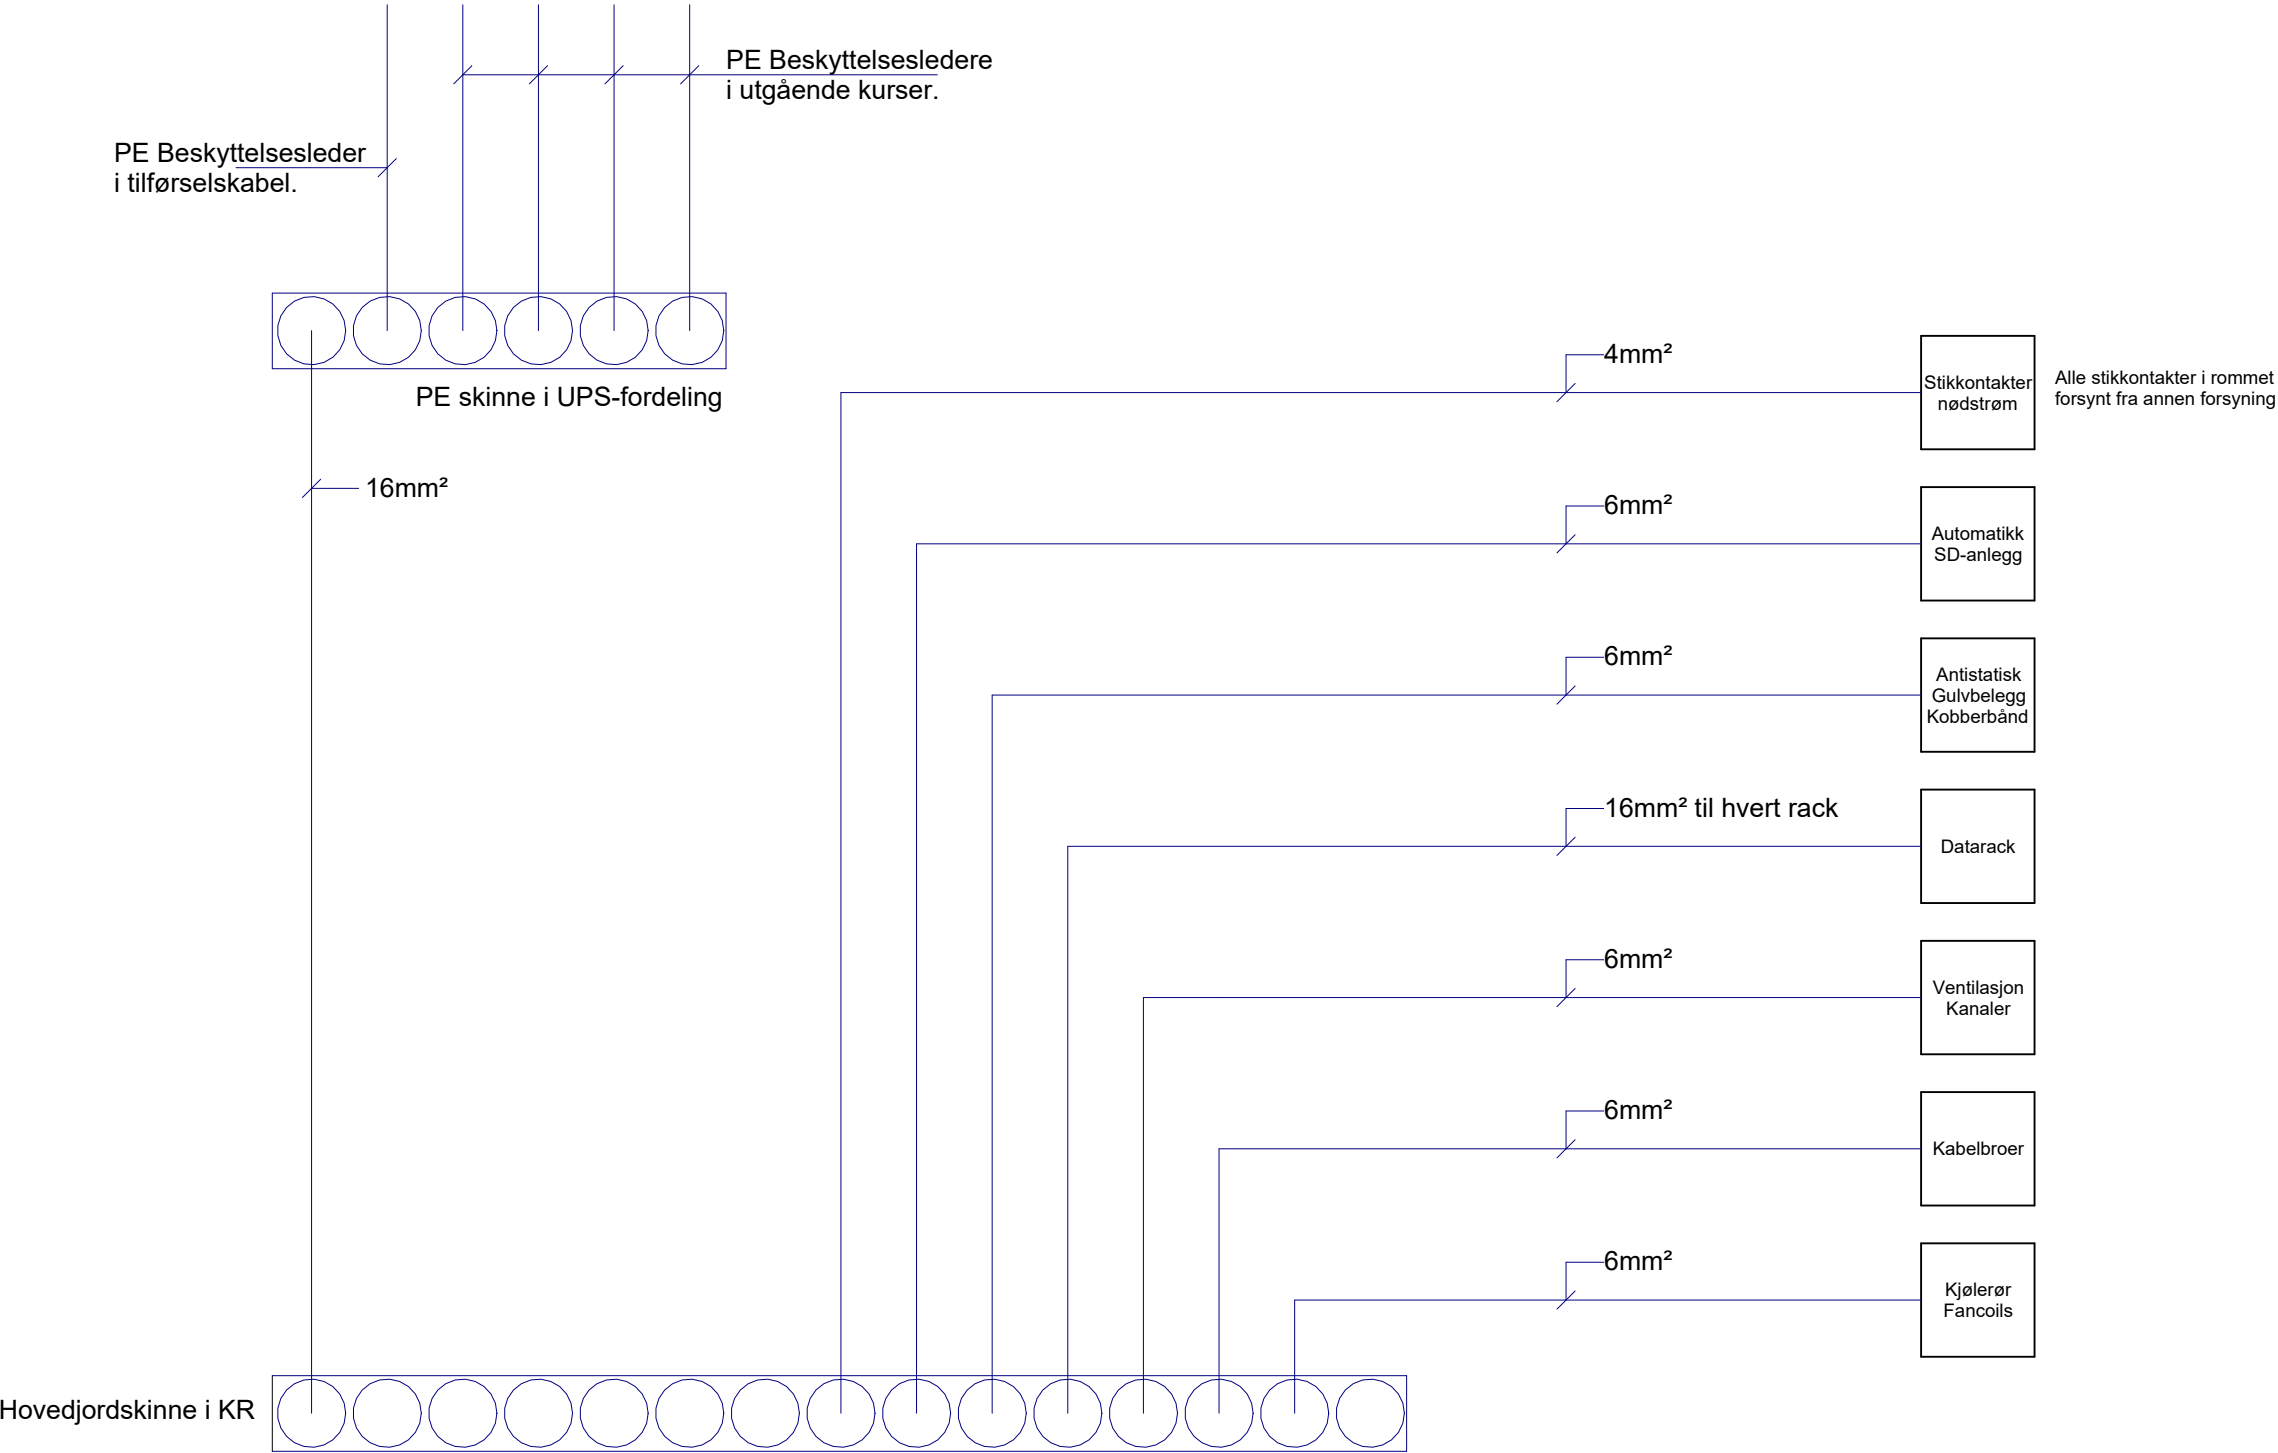 PE Beskyttelsesledere
i utgående kurser.
PE Beskyttelsesleder
i tilførselskabel.
PE skinne i UPS-fordeling
16mm²
4mm²
Stikkontakter
nødstrøm
Alle stikkontakter i rommet
forsynt fra annen forsyning
6mm²
Automatikk
SD-anlegg
6mm²
Antistatisk
Gulvbelegg
Kobberbånd
16mm² til hvert rack
Datarack
6mm²
Ventilasjon
Kanaler
6mm²
Kabelbroer
6mm²
Kjølerør
Fancoils
Hovedjordskinne i KR